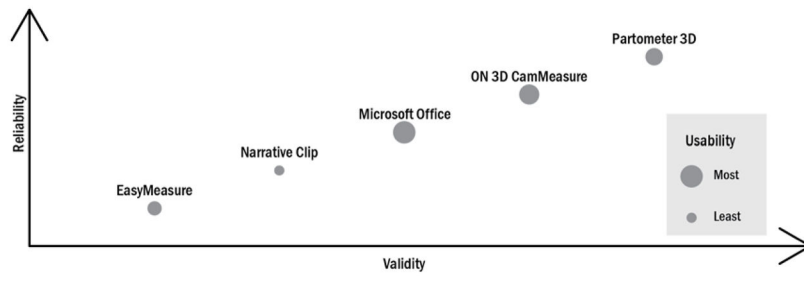 Partometer 3D
ON 3D CamMeasure
Microsoft Office
Narrative Clip
EasyMeasure
Reliability
Validity
Usability
Most
Least